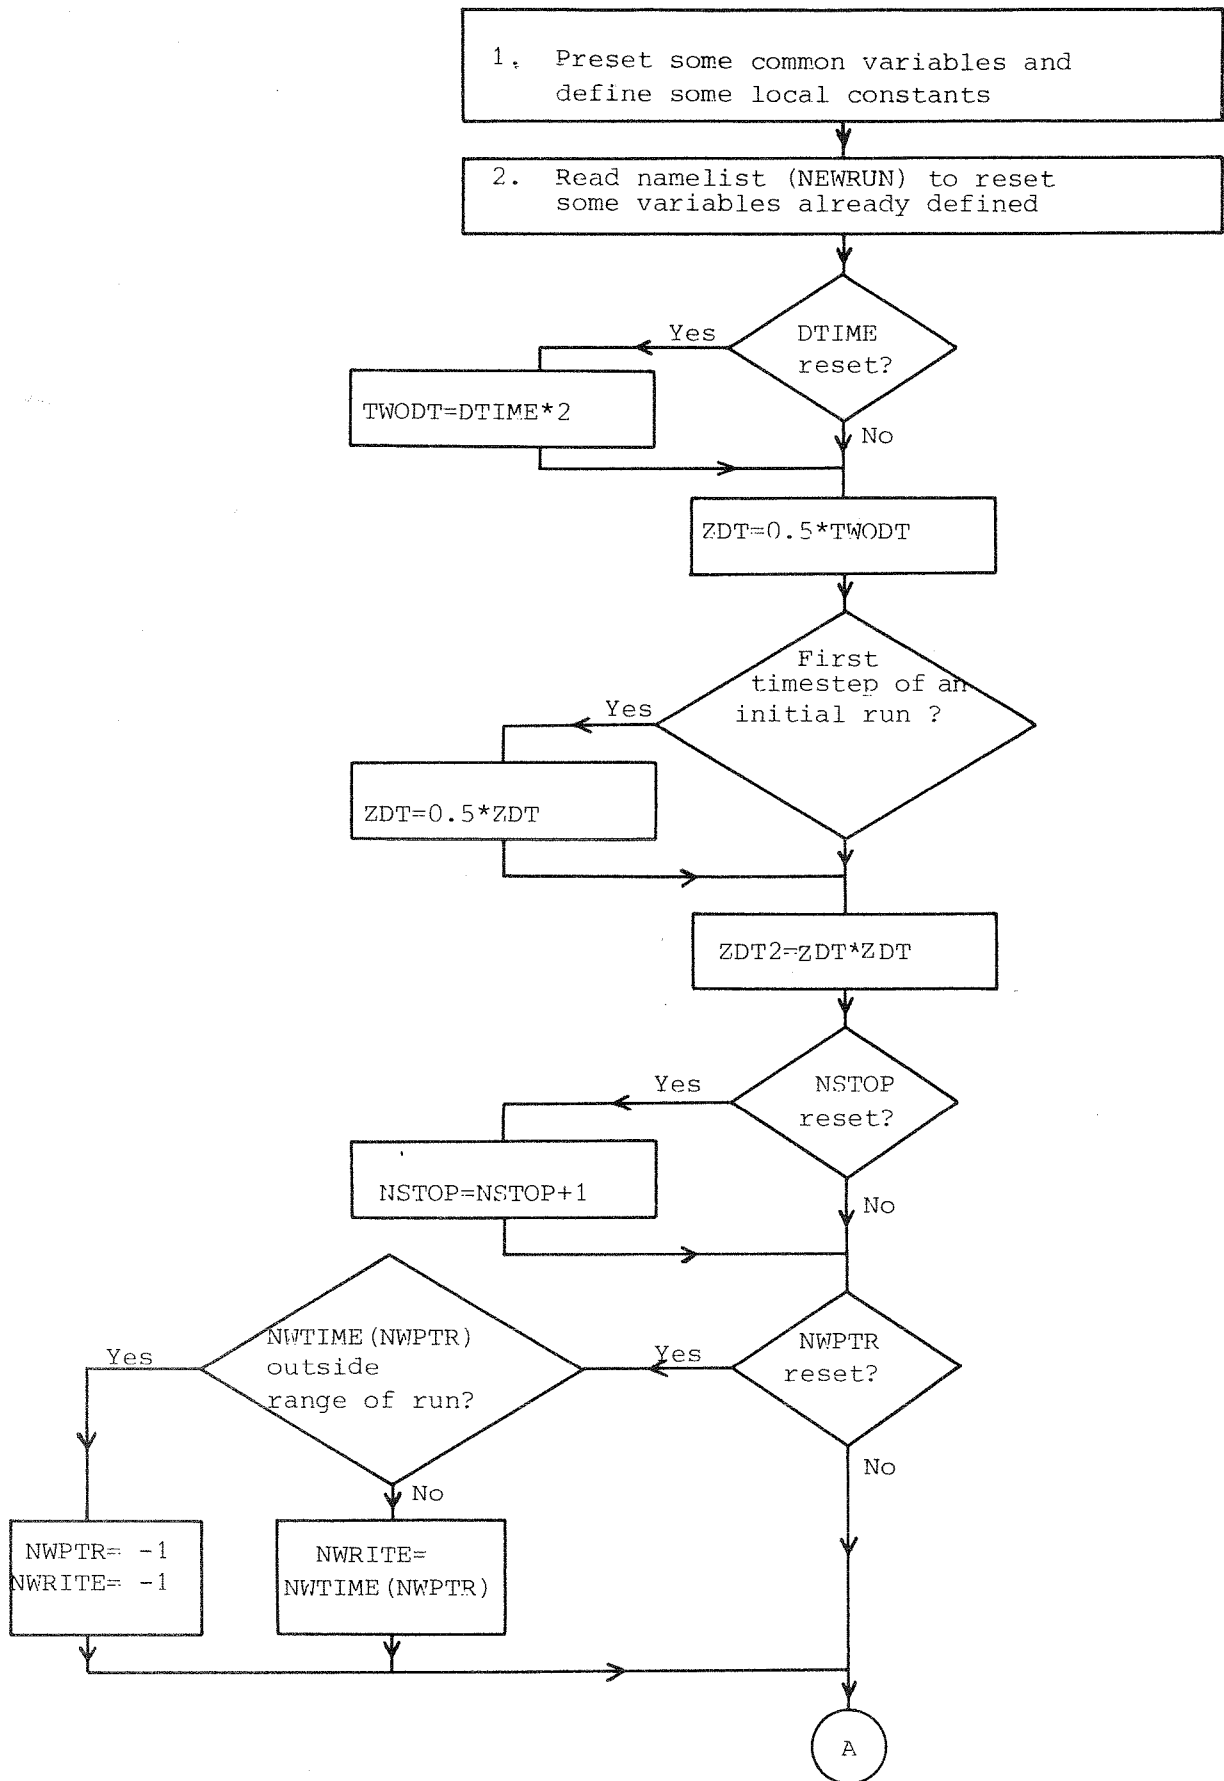 1. Preset some common variables and
define some local constants
2. Read namelist (NEWRUN) to reset
some variables already defined
DTIME
reset?
Yes
TWODT=DTIME*2
No
ZDT=0.5*TWODT
First
timestep of an
initial run ?
Yes
ZDT=0.5*ZDT
ZDT2=ZDT*ZDT
NSTOP
reset?
Yes
NSTOP=NSTOP+1
No
NWPTR
reset?
Yes
NWTIME(NWPTR)
outside
range of run?
Yes
No
No
NWPTR= -1
NWRITE= -1
NWRITE=
NWTIME(NWPTR)
A